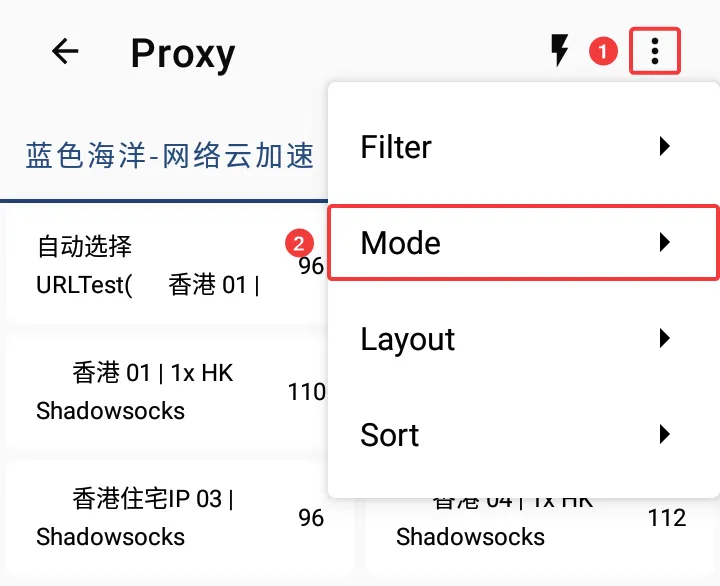 Proxy
1
蓝色海洋-网络云加速
Filter
Mode
Layout
Sort
自动选择
2
URLTest(
香港 01 |
96
香港 01 | 1x HK
110
Shadowsocks
香港住宅IP 03 |
96
Shadowsocks
香港 04 | 1x HK
112
Shadowsocks